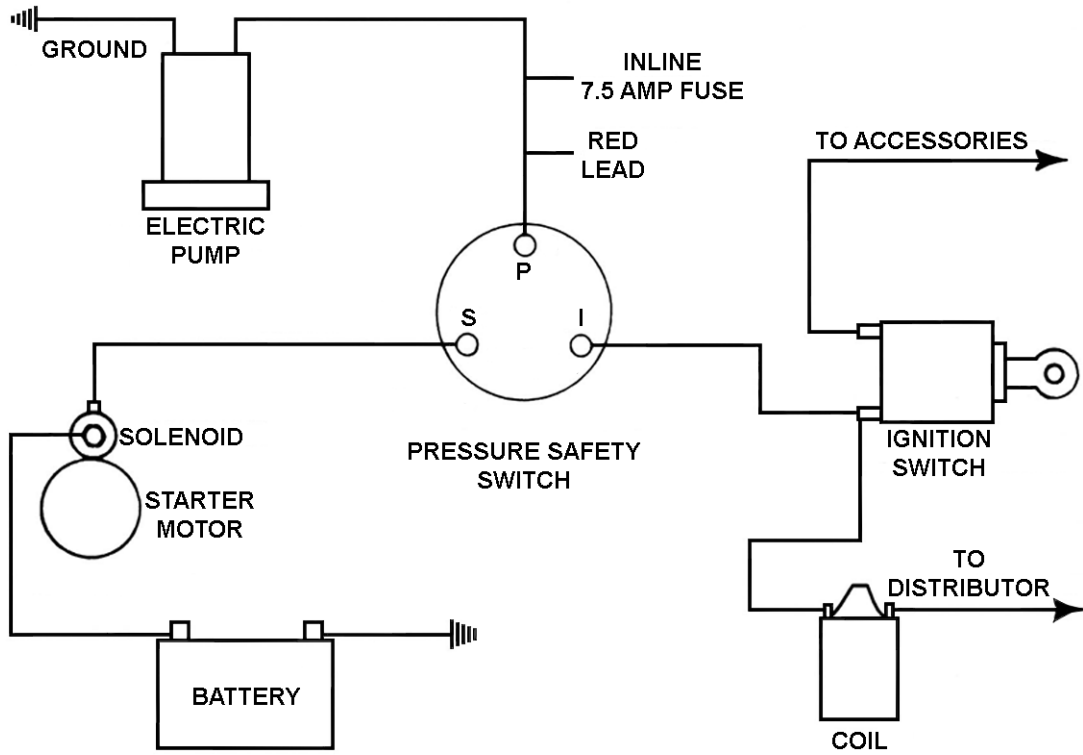 GROUND
INLINE
7.5 AMP FUSE
RED
LEAD
TO ACCESSORIES
ELECTRIC
PUMP
P
S
I
SOLENOID
PRESSURE SAFETY
SWITCH
IGNITION
SWITCH
STARTER
MOTOR
TO
DISTRIBUTOR
BATTERY
COIL